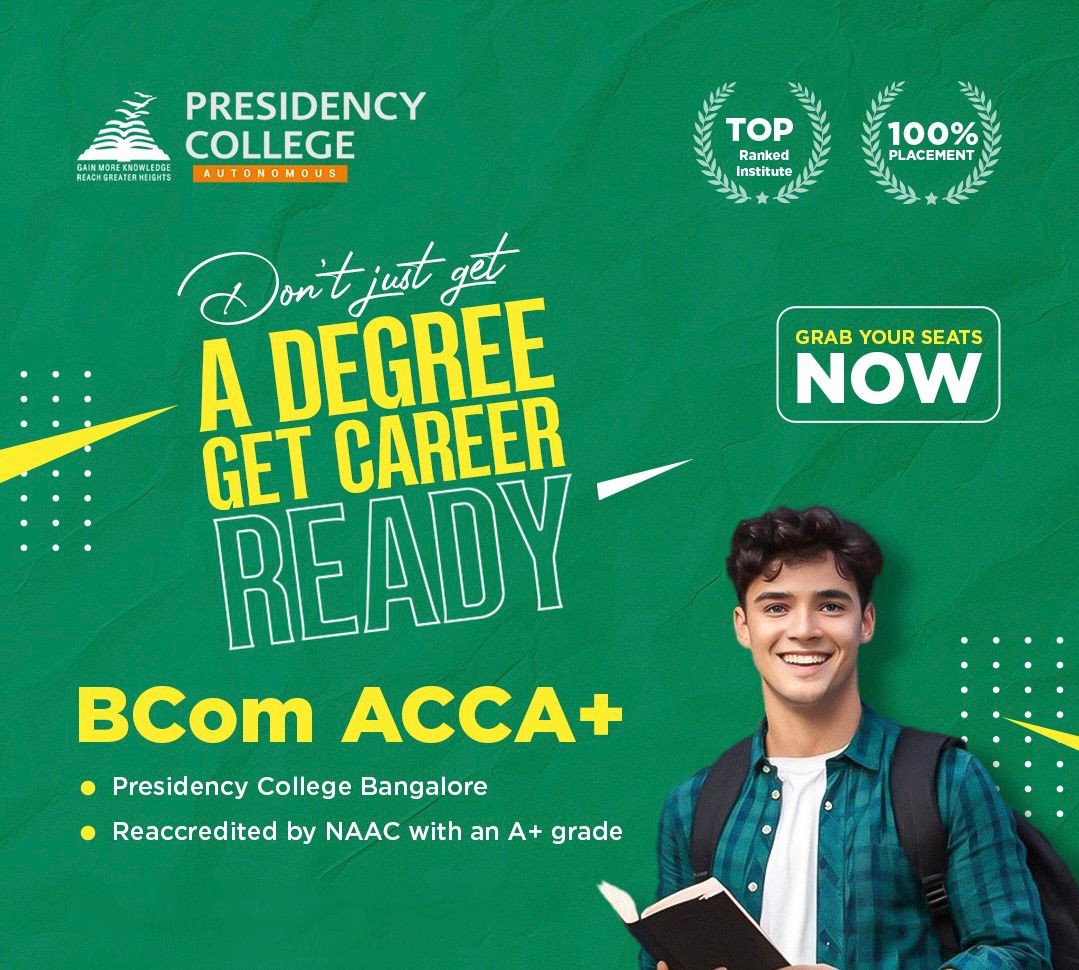 PRESIDENCY
COLLEGE
AUTONOMOUS
GAIN MORE KNOWLEDGE
REACH GREATER HEIGHTS
TOP
Ranked
Institute
100%
PLACEMENT
Don't just get
A DEGREE
GET CAREER
READY
GRAB YOUR SEATS
NOW
BCom ACCA+
Presidency College Bangalore
Reaccredited by NAAC with an A+ grade